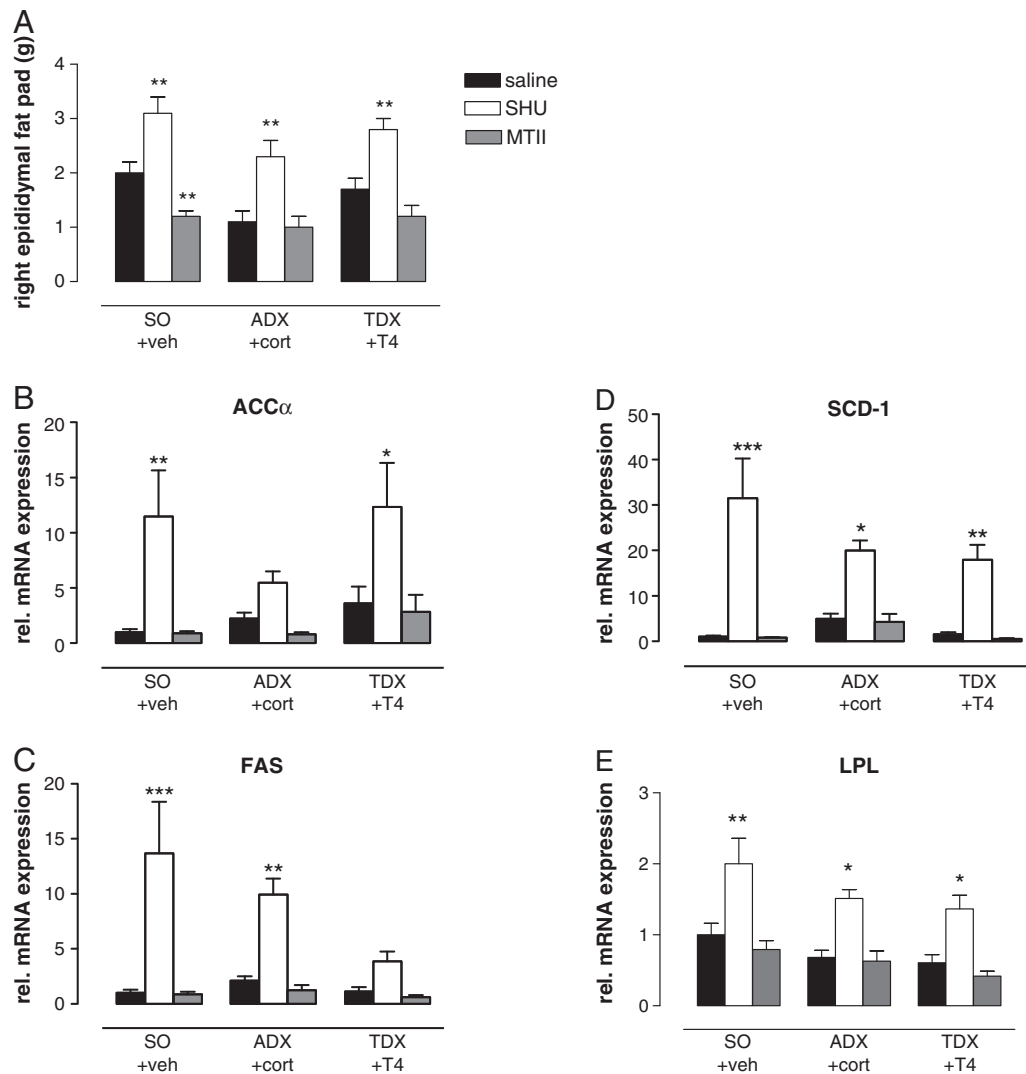 A
right epididymal fat pad (g)
4
3
2
1
0
**
**
**
**
saline
SHU
MTII
SO
+veh
ADX
+cort
TDX
+T4
B
ACCα
rel. mRNA expression
20
15
10
5
0
**
*
SO
+veh
ADX
+cort
TDX
+T4
D
SCD-1
rel. mRNA expression
50
40
30
20
10
0
***
*
**
SO
+veh
ADX
+cort
TDX
+T4
C
FAS
rel. mRNA expression
20
15
10
5
0
***
**
SO
+veh
ADX
+cort
TDX
+T4
E
LPL
rel. mRNA expression
3
2
1
0
**
*
*
SO
+veh
ADX
+cort
TDX
+T4